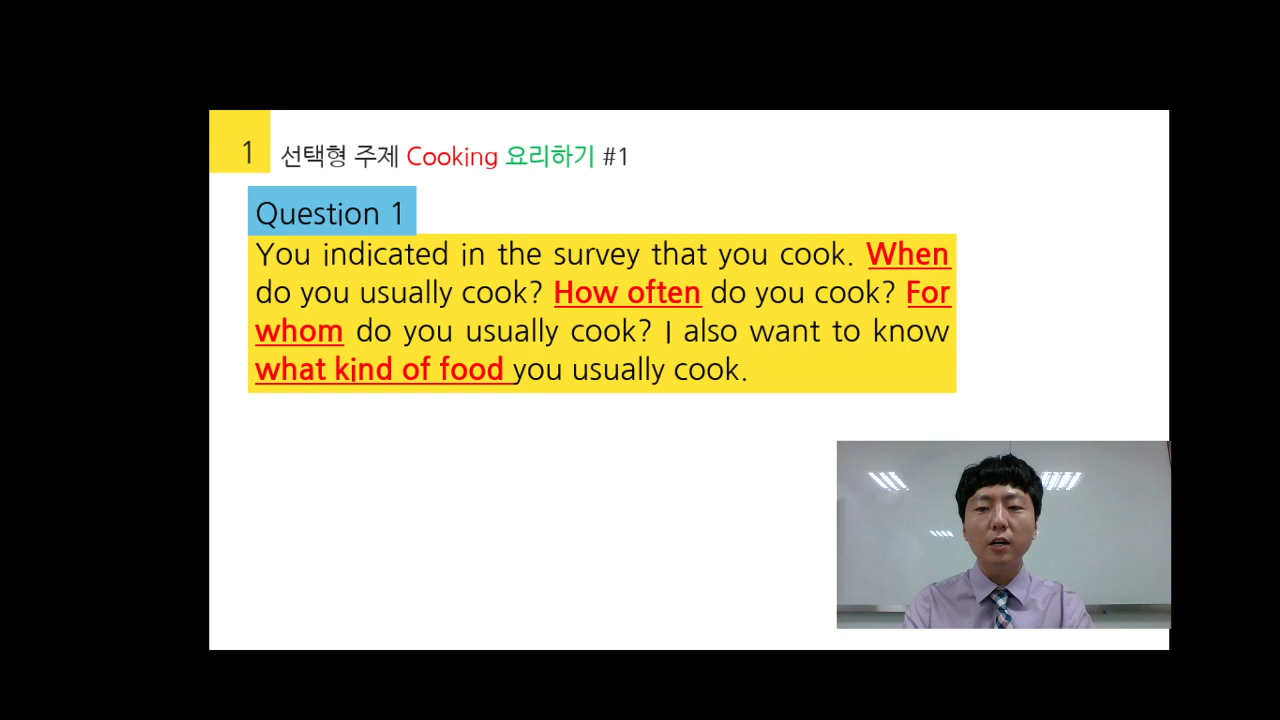 1
선택형 주제 Cooking 요리하기 #1
Question 1
You indicated in the survey that you cook. When
do you usually cook? How often do you cook? For
whom do you usually cook? I also want to know
what kind of food you usually cook.